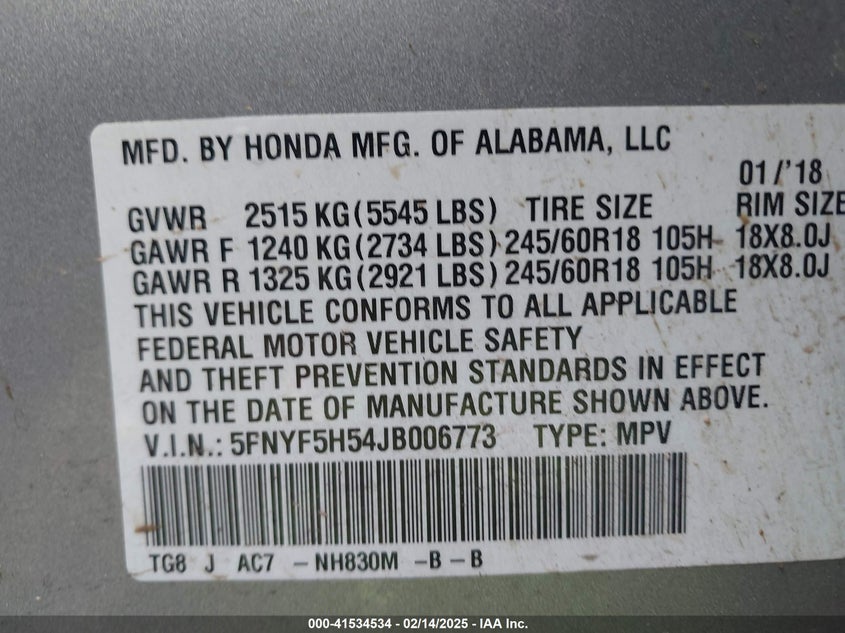 MFD. BY HONDA MFG. OF ALABAMA, LLC
01/'18
GVWR 2515 KG (5545 LBS) TIRE SIZE RIM SIZE
GAWR F 1240 KG (2734 LBS) 245/60R18 105H 18X8.0J
GAWR R 1325 KG (2921 LBS) 245/60R18 105H 18X8.0J
THIS VEHICLE CONFORMS TO ALL APPLICABLE
FEDERAL MOTOR VEHICLE SAFETY
AND THEFT PREVENTION STANDARDS IN EFFECT
ON THE DATE OF MANUFACTURE SHOWN ABOVE.
V.I.N.: 5FNYF5H54JB006773 TYPE: MPV
TG8 J AC7 -NH830M -B-B
000-41534534 - 02/14/2025 - IAA Inc.